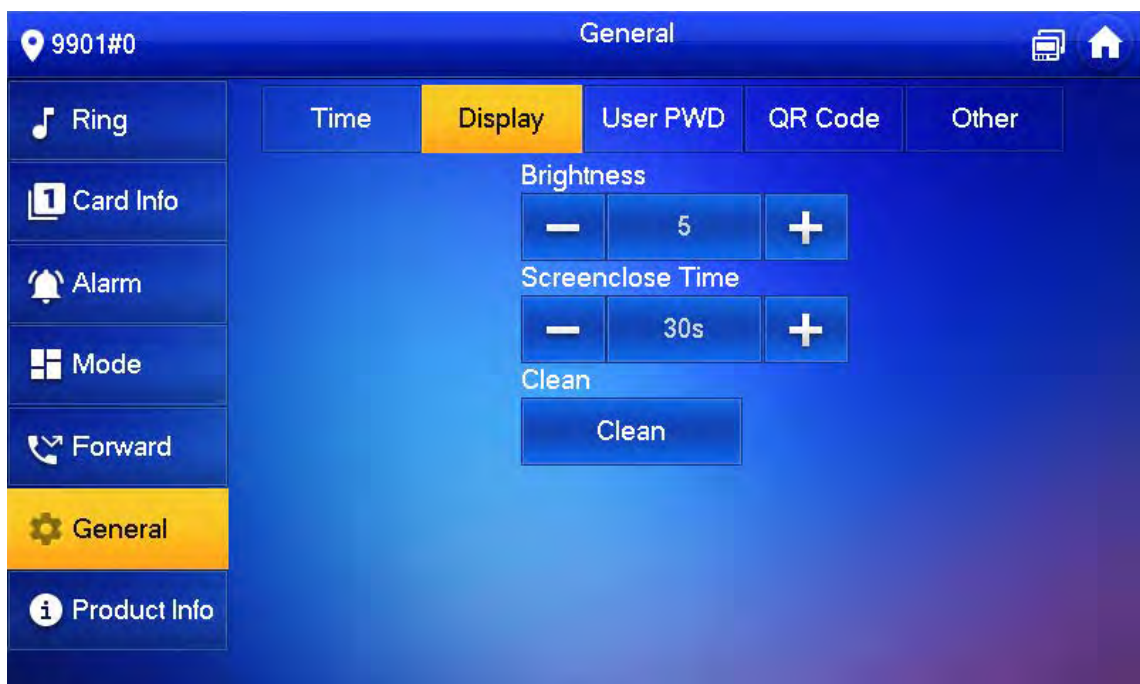 9901#0
General
Ring
Card Info
Alarm
Mode
Forward
General
Product Info
Time Display User PWD QR Code Other
Brightness
5
Screenclose Time
30s
Clean
Clean